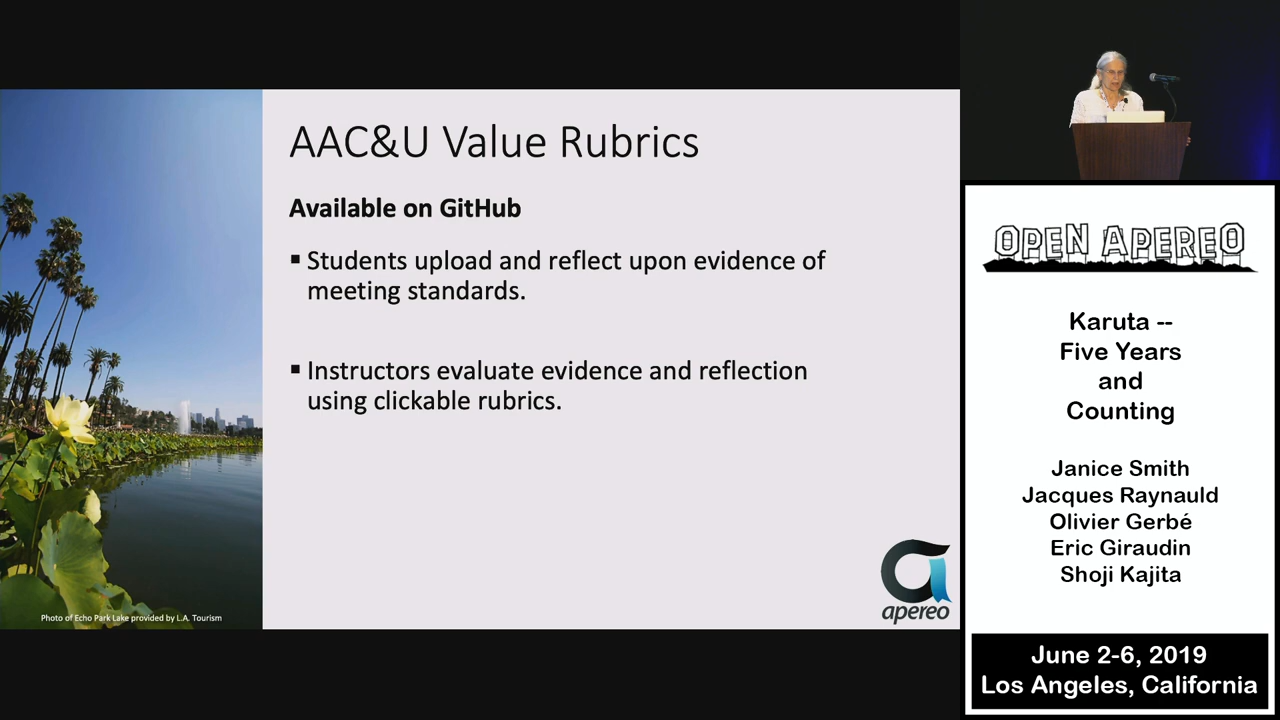 AAC&U Value Rubrics
Available on GitHub
▪ Students upload and reflect upon evidence of
meeting standards.
▪ Instructors evaluate evidence and reflection
using clickable rubrics.
Photo of Echo Park Lake provided by L.A. Tourism
apereo
OPEN APEREO
Karuta --
Five Years
and
Counting
Janice Smith
Jacques Raynauld
Olivier Gerbé
Eric Giraudin
Shoji Kajita
June 2-6, 2019
Los Angeles, California